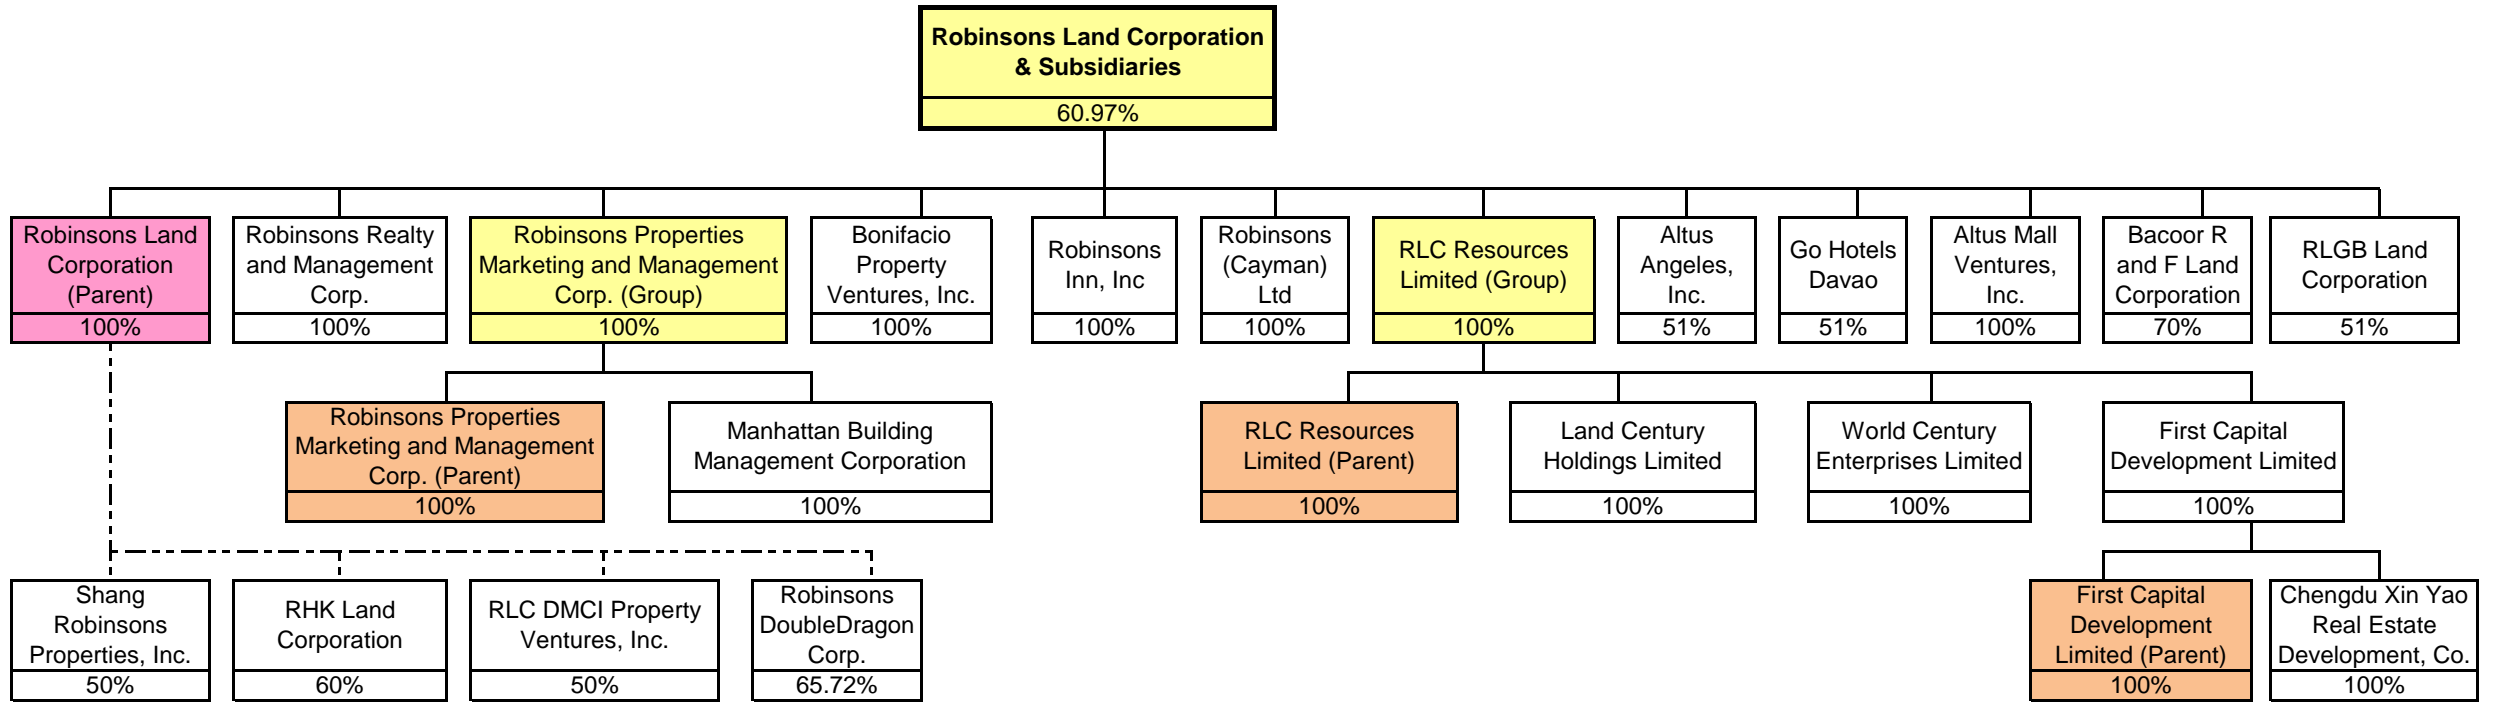 Robinsons Land Corporation
& Subsidiaries
60.97%
Robinsons Land
Corporation
(Parent)
100%
Robinsons Realty
and Management
Corp.
100%
Robinsons Properties
Marketing and Management
Corp. (Group)
100%
Bonifacio
Property
Ventures, Inc.
100%
Robinsons
Inn, Inc
100%
Robinsons
(Cayman)
Ltd
100%
RLC Resources
Limited (Group)
100%
Altus
Angeles,
Inc.
51%
Go Hotels
Davao
51%
Altus Mall
Ventures,
Inc.
100%
Bacoor R
and F Land
Corporation
70%
RLGB Land
Corporation
51%
Robinsons Properties
Marketing and Management
Corp. (Parent)
100%
Manhattan Building
Management Corporation
100%
RLC Resources
Limited (Parent)
100%
Land Century
Holdings Limited
100%
World Century
Enterprises Limited
100%
First Capital
Development Limited
100%
Shang
Robinsons
Properties, Inc.
50%
RHK Land
Corporation
60%
RLC DMCI Property
Ventures, Inc.
50%
Robinsons
DoubleDragon
Corp.
65.72%
First Capital
Development
Limited (Parent)
100%
Chengdu Xin Yao
Real Estate
Development, Co.
100%